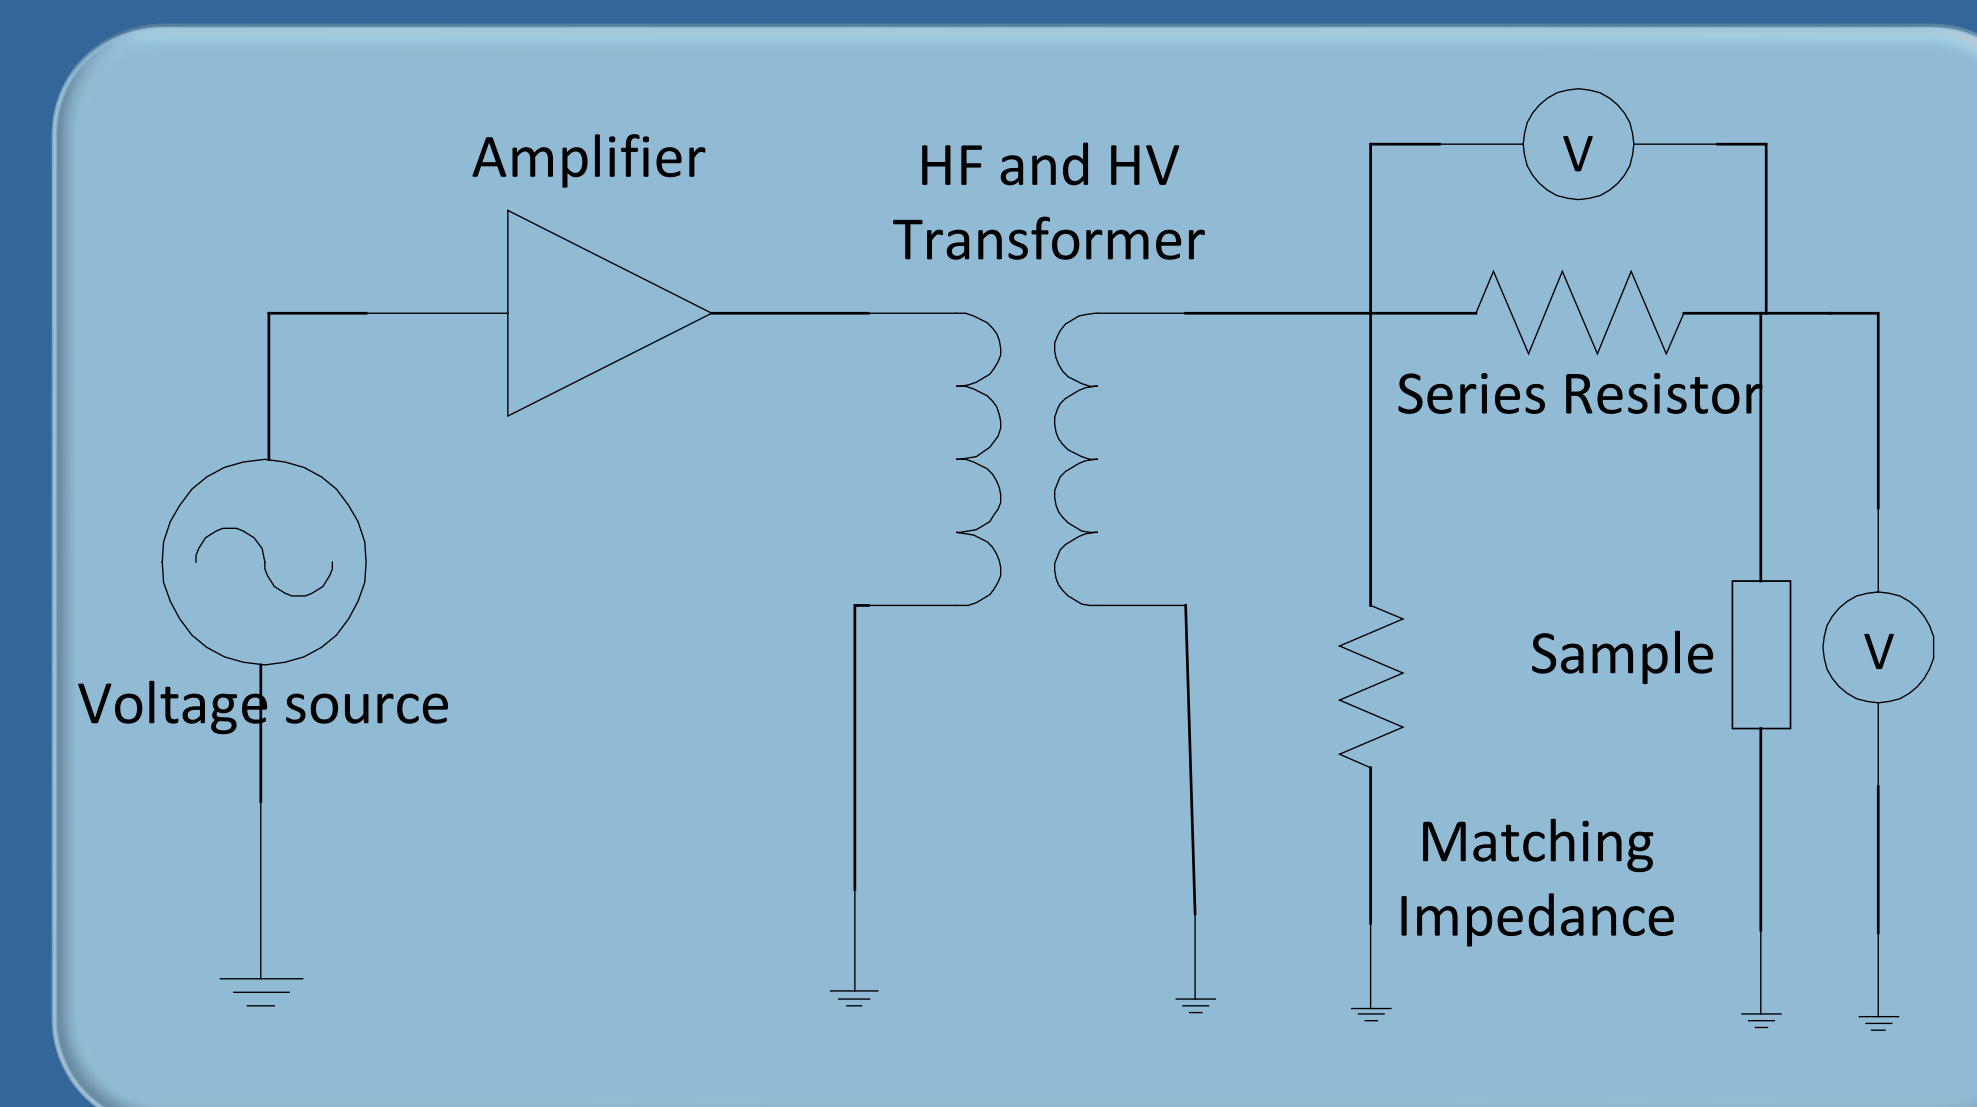 Amplifier
HF and HV
Transformer
V
Series Resistor
Voltage source
Sample
V
Matching
Impedance